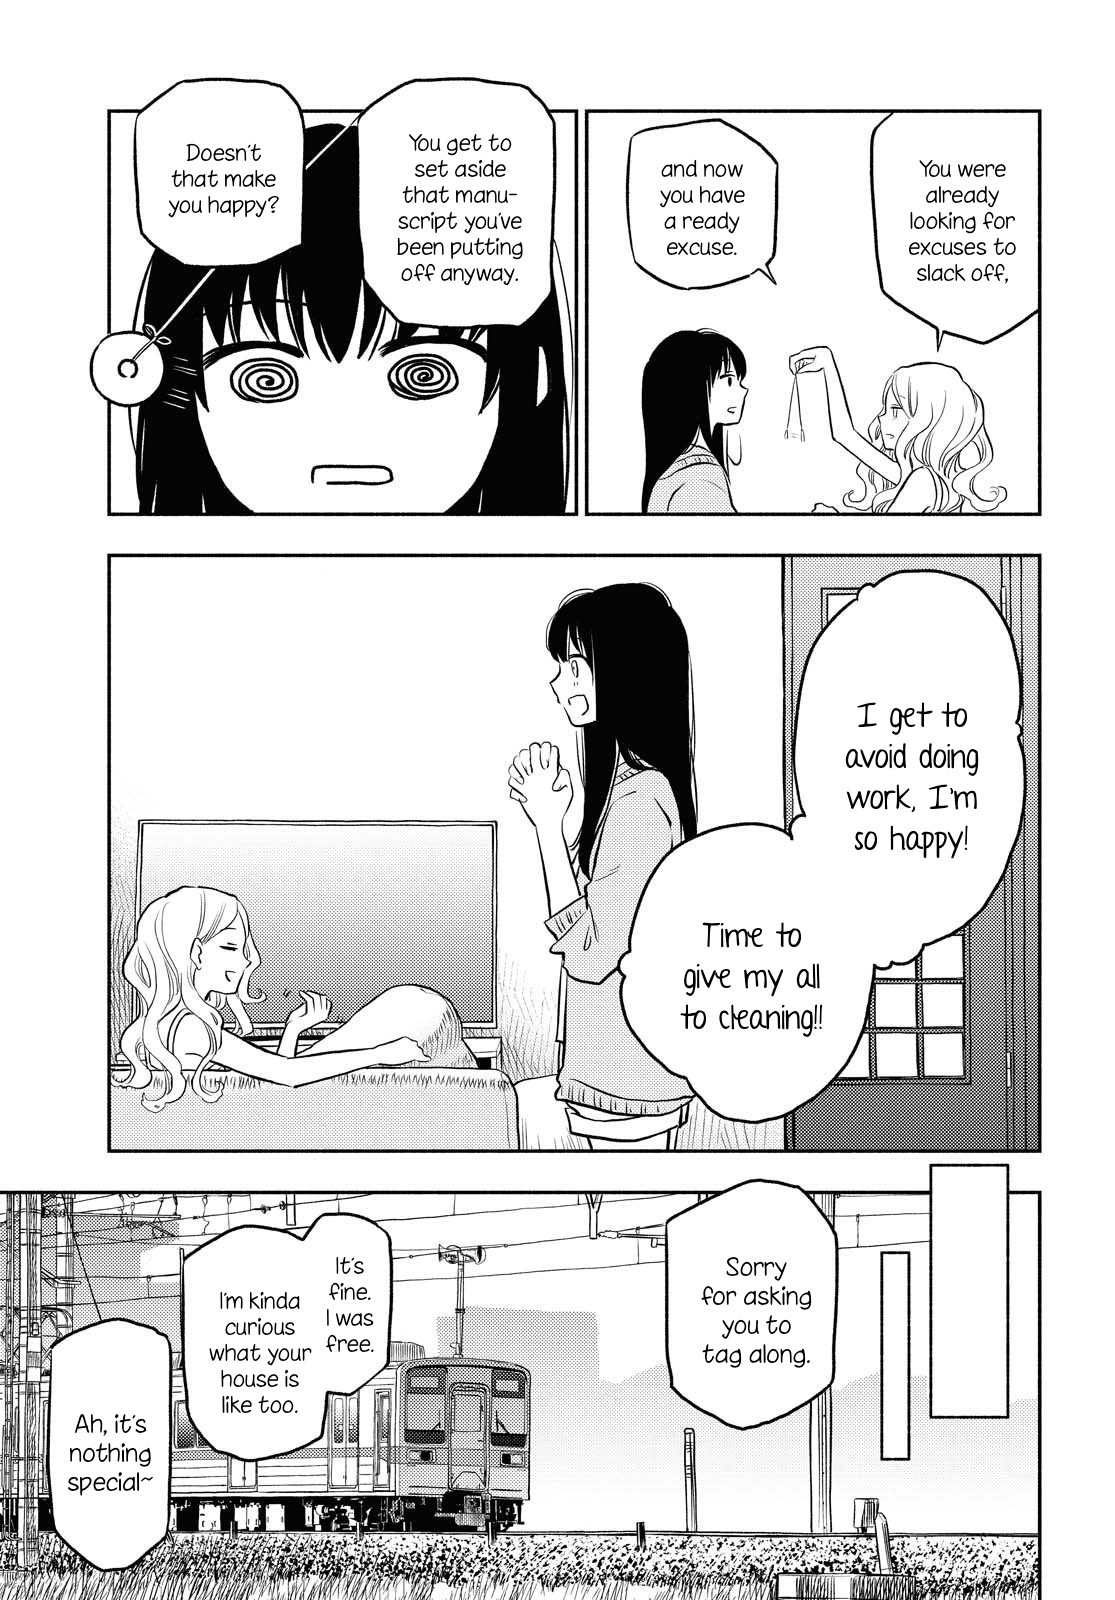 You were
already
looking for
excuses to
slack off,
and now
you have
a ready
excuse.
You get to
set aside
that manu-
script you've
been putting
off anyway.
Doesn't
that make
you happy?
I get to
avoid doing
work, I'm
so happy!
Time to
give my all
to cleaning!!
Sorry
for asking
you to
tag along.
It's
fine.
I was
free.
I'm kinda
curious
what your
house is
like too.
Ah, it's
nothing
special~